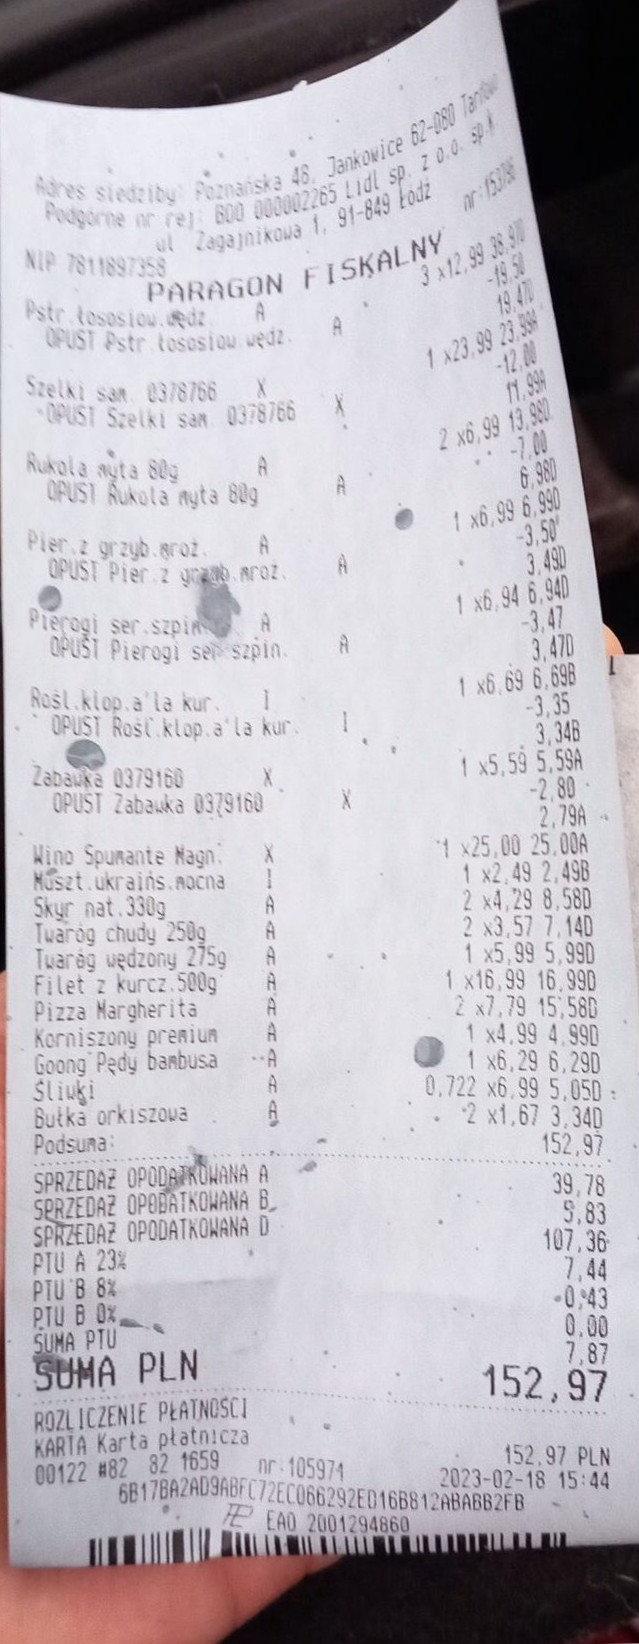 Adres siedziby: Poznańska 48, Jankowice 62-080 Tarnowo
Podgórne nr rej: BDO 000002265 Lidl sp. z o.o. sp.k
ul Zagajnikowa 1, 91-849 Łódź
NIP 7811897358
PARAGON FISKALNY
Pstr.łososiow.wędz. A 3 x12,99 38,97D
OPUST Pstr.łososiow.wędz. A -19,50
19,47D
Szelki sam. 0378766 X 1 x23,99 23,99A
OPUST Szelki sam. 0378766 X -12,00
11,99A
Rukola myta 80g A 2 x6,99 13,98D
OPUST Rukola myta 80g A -7,00
6,98D
Pier.z grzyb.mroż. A 1 x6,99 6,99D
OPUST Pier.z grzyb.mroż. A -3,50
3,49D
Pierogi ser.szpin. A 1 x6,94 6,94D
OPUST Pierogi ser.szpin. A -3,47
3,47D
Rośl.klop.a'la kur. I 1 x6,69 6,69B
OPUST Rośl.klop.a'la kur. I -3,35
3,34B
Zabawka 0379160 X 1 x5,59 5,59A
OPUST Zabawka 0379160 X -2,80
2,79A
Wino Spumante Magn. X 1 x25,00 25,00A
Muszt.ukraińs.mocna I 1 x2,49 2,49B
Skyr nat.330g A 2 x4,29 8,58D
Twaróg chudy 250g A 2 x3,57 7,14D
Twaróg wędzony 275g A 1 x5,99 5,99D
Filet z kurcz.500g A 1 x16,99 16,99D
Pizza Margherita A 2 x7,79 15,58D
Korniszony premium A 1 x4,99 4,99D
Goong Pędy bambusa A 1 x6,29 6,29D
Śliwki A 0,722 x6,99 5,05D
Bułka orkiszowa A 2 x1,67 3,34D
Podsuma: 152,97
SPRZEDAŻ OPODATKOWANA A 39,78
SPRZEDAŻ OPODATKOWANA B 5,83
SPRZEDAŻ OPODATKOWANA D 107,36
PTU A 23% 7,44
PTU B 8% 0,43
PTU D 0% 0,00
SUMA PTU 7,87
SUMA PLN 152,97
ROZLICZENIE PŁATNOŚCI
KARTA Karta płatnicza 152,97 PLN
00122 #82 82 1659 nr:105974 2023-02-18 15:44
6B17BA2AD9ABFC72EC066292ED16B812ABABB2FB
EAO 2001294860